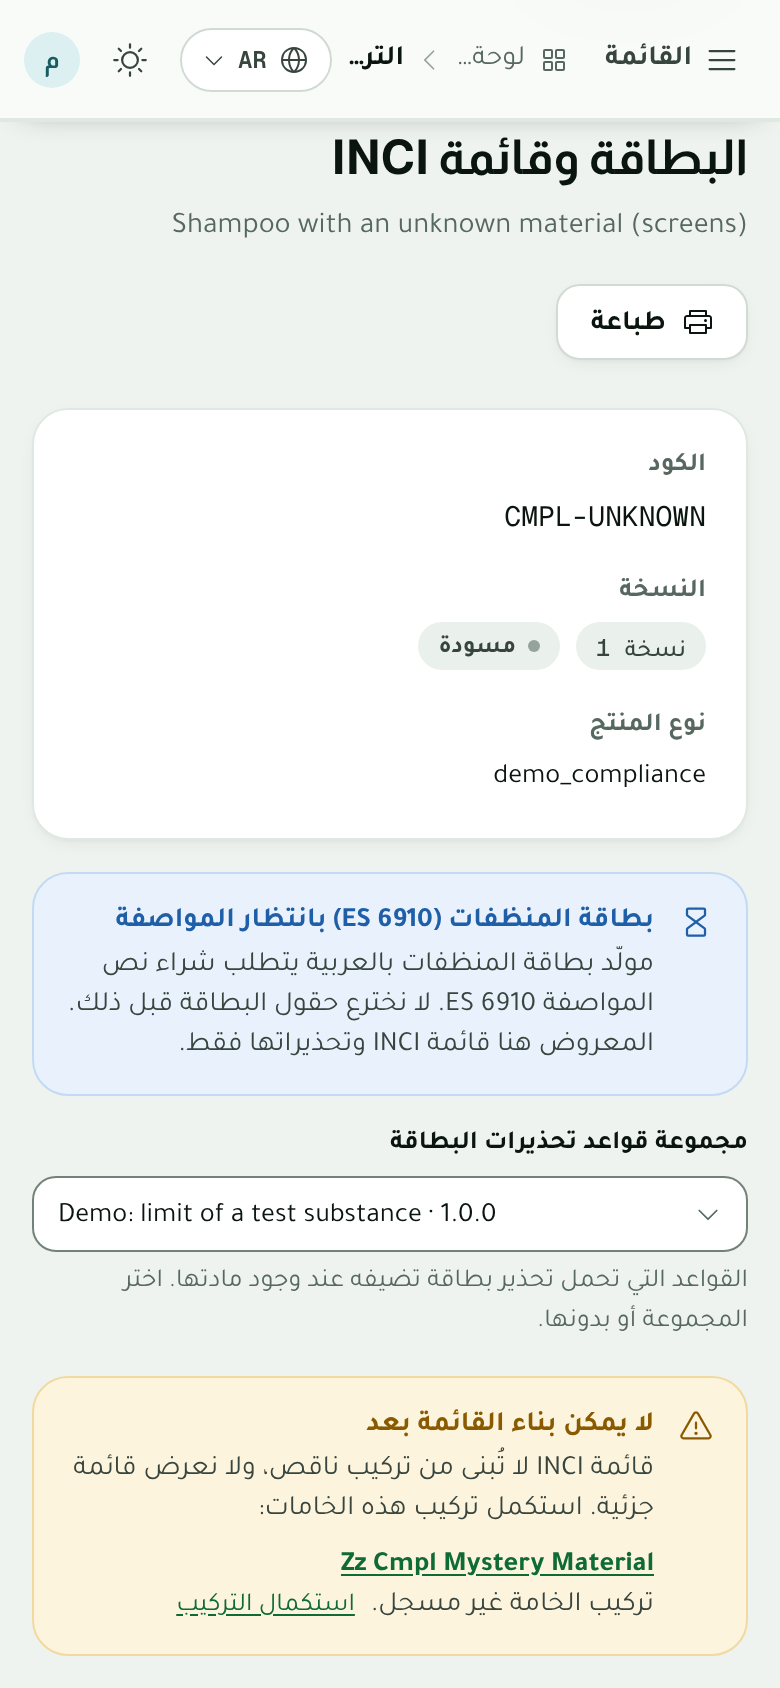 القائمة
لوحة...
التر...
AR
م
البطاقة وقائمة INCI
Shampoo with an unknown material (screens)
طباعة
الكود
CMPL-UNKNOWN
النسخة
نسخة 1
مسودة
نوع المنتج
demo_compliance
بطاقة المنظفات (ES 6910) بانتظار المواصفة
مولّد بطاقة المنظفات بالعربية يتطلب شراء نص
المواصفة ES 6910. لا نخترع حقول البطاقة قبل ذلك.
المعروض هنا قائمة INCI وتحذيراتها فقط.
مجموعة قواعد تحذيرات البطاقة
Demo: limit of a test substance · 1.0.0
القواعد التي تحمل تحذير بطاقة تضيفه عند وجود مادتها. اختر
المجموعة أو بدونها.
لا يمكن بناء القائمة بعد
قائمة INCI لا تُبنى من تركيب ناقص، ولا نعرض قائمة
جزئية. استكمل تركيب هذه الخامات:
Zz Cmpl Mystery Material
تركيب الخامة غير مسجل. استكمال التركيب